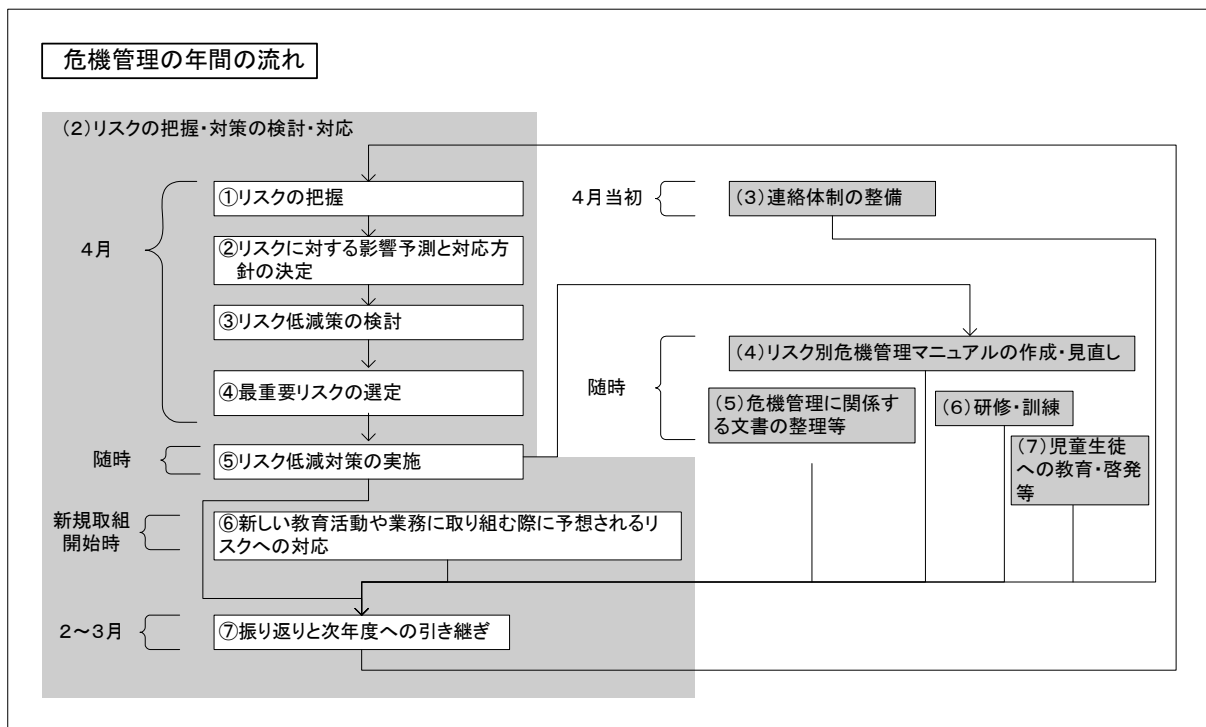 危機管理の年間の流れ
(2)リスクの把握・対策の検討・対応
4月
①リスクの把握
②リスクに対する影響予測と対応方
針の決定
③リスク低減策の検討
④最重要リスクの選定
随時
⑤リスク低減対策の実施
新規取組
開始時
⑥新しい教育活動や業務に取り組む際に予想されるリ
スクへの対応
2～3月
⑦振り返りと次年度への引き継ぎ
4月当初
(3)連絡体制の整備
随時
(4)リスク別危機管理マニュアルの作成・見直し
(5)危機管理に関係す
る文書の整理等
(6)研修・訓練
(7)児童生徒
への教育・啓発
等